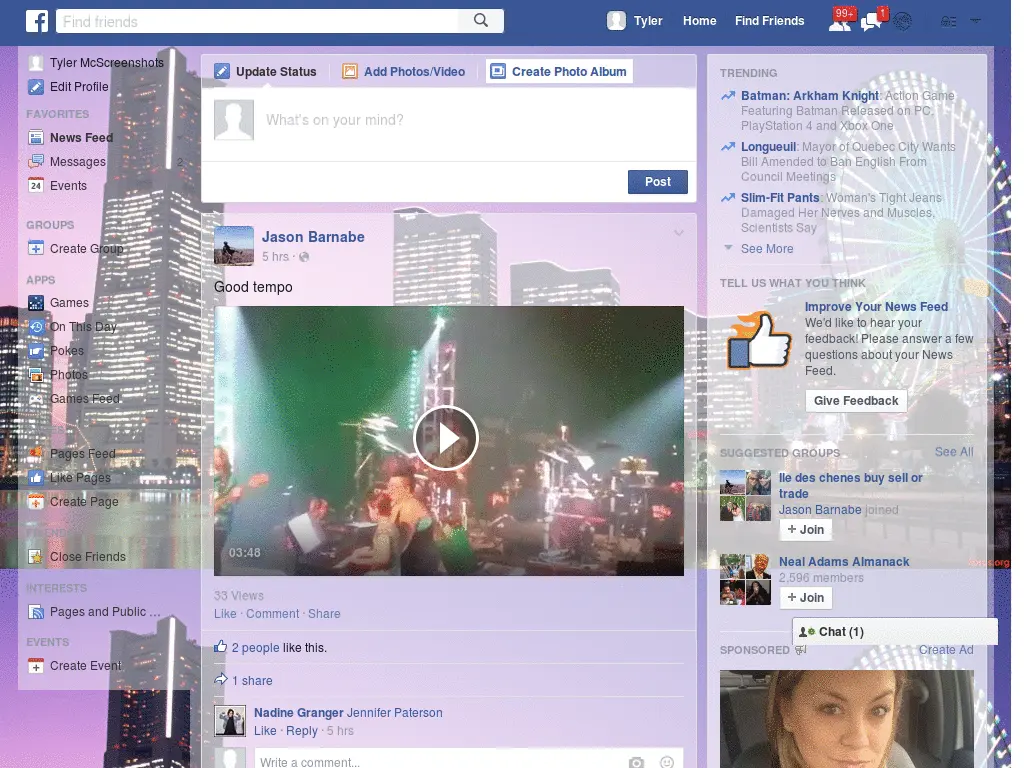 f
Find friends
Tyler
Home
Find Friends
99+
1
Tyler McScreenshots
Edit Profile
FAVORITES
News Feed
Messages
2
24
Events
GROUPS
Create Group
APPS
Games
On This Day
Pokes
Photos
Games Feed
Pages Feed
Like Pages
Create Page
Close Friends
INTERESTS
Pages and Public ...
EVENTS
Create Event
Update Status
Add Photos/Video
Create Photo Album
What's on your mind?
Post
Jason Barnabe
5 hrs ·
Good tempo
03:48
33 Views
Like · Comment · Share
2 people like this.
1 share
Nadine Granger Jennifer Paterson
Like · Reply · 5 hrs
Write a comment...
TRENDING
Batman: Arkham Knight: Action Game
Featuring Batman Released on PC,
PlayStation 4 and Xbox One
Longueuil: Mayor of Quebec City Wants
Bill Amended to Ban English From
Council Meetings
Slim-Fit Pants: Woman's Tight Jeans
Damaged Her Nerves and Muscles,
Scientists Say
See More
TELL US WHAT YOU THINK
Improve Your News Feed
We'd like to hear your
feedback! Please answer a few
questions about your News
Feed.
Give Feedback
SUGGESTED GROUPS
See All
Ile des chenes buy sell or
trade
Jason Barnabe joined
+ Join
Neal Adams Almanack
2,596 members
+ Join
Chat (1)
SPONSORED
Create Ad